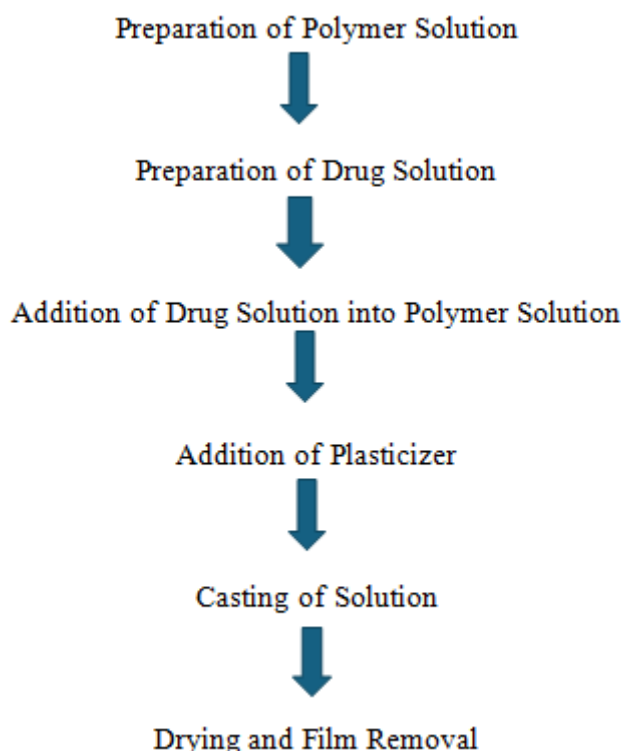 Preparation of Polymer Solution
Preparation of Drug Solution
Addition of Drug Solution into Polymer Solution
Addition of Plasticizer
Casting of Solution
Drying and Film Removal